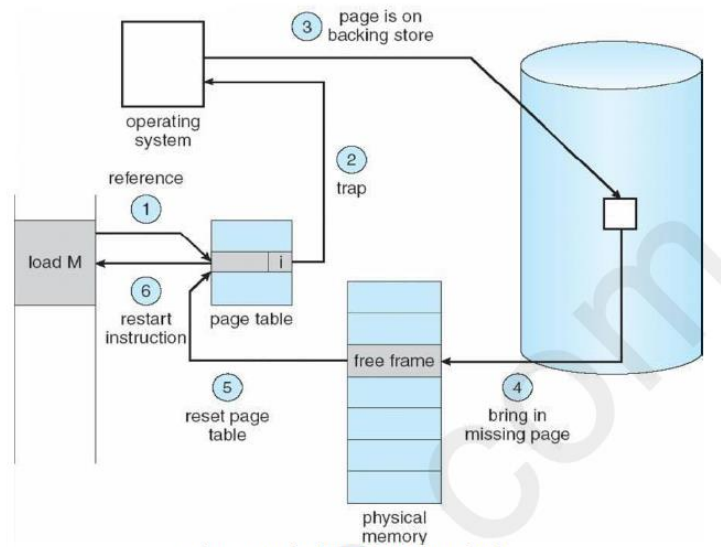 3
page is on
backing store
operating
system
2
trap
reference
1
load M
i
6
restart
instruction
page table
free frame
5
reset page
table
4
bring in
missing page
physical
memory
com